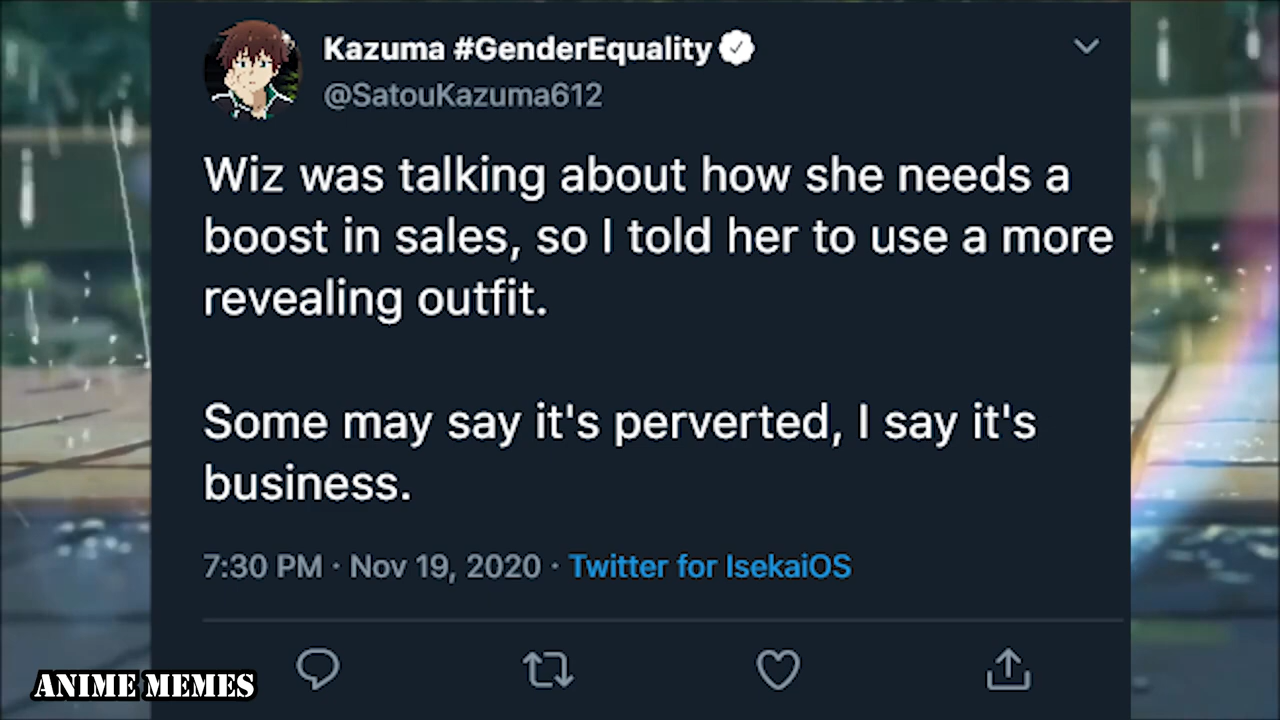 Kazuma #GenderEquality
@SatouKazuma612
Wiz was talking about how she needs a
boost in sales, so I told her to use a more
revealing outfit.
Some may say it's perverted, I say it's
business.
7:30 PM · Nov 19, 2020 · Twitter for IsekaiOS
ANIME MEMES